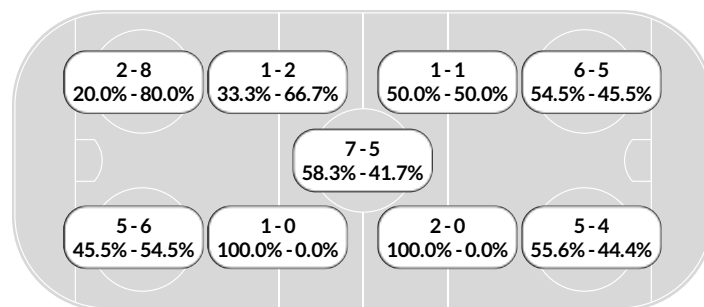 2 - 8
20.0% - 80.0%
1 - 2
33.3% - 66.7%
1 - 1
50.0% - 50.0%
6 - 5
54.5% - 45.5%
7 - 5
58.3% - 41.7%
5 - 6
45.5% - 54.5%
1 - 0
100.0% - 0.0%
2 - 0
100.0% - 0.0%
5 - 4
55.6% - 44.4%